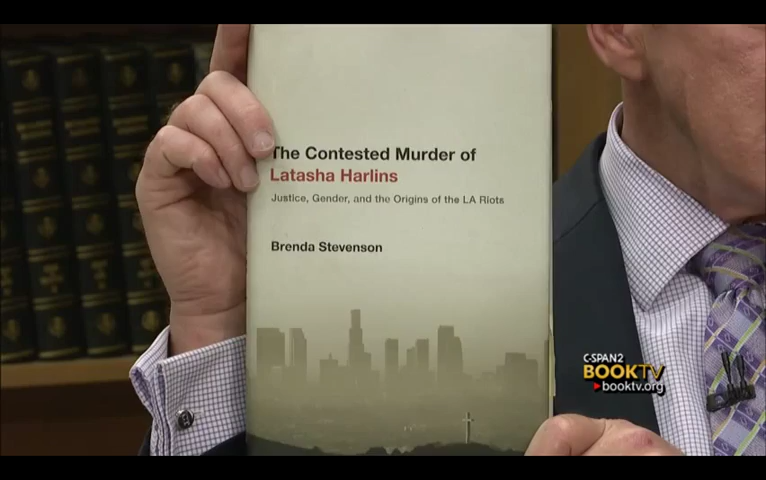 The Contested Murder of
Latasha Harlins
Justice, Gender, and the Origins of the LA Riots
Brenda Stevenson
C-SPAN2
BOOKTV
booktv.org